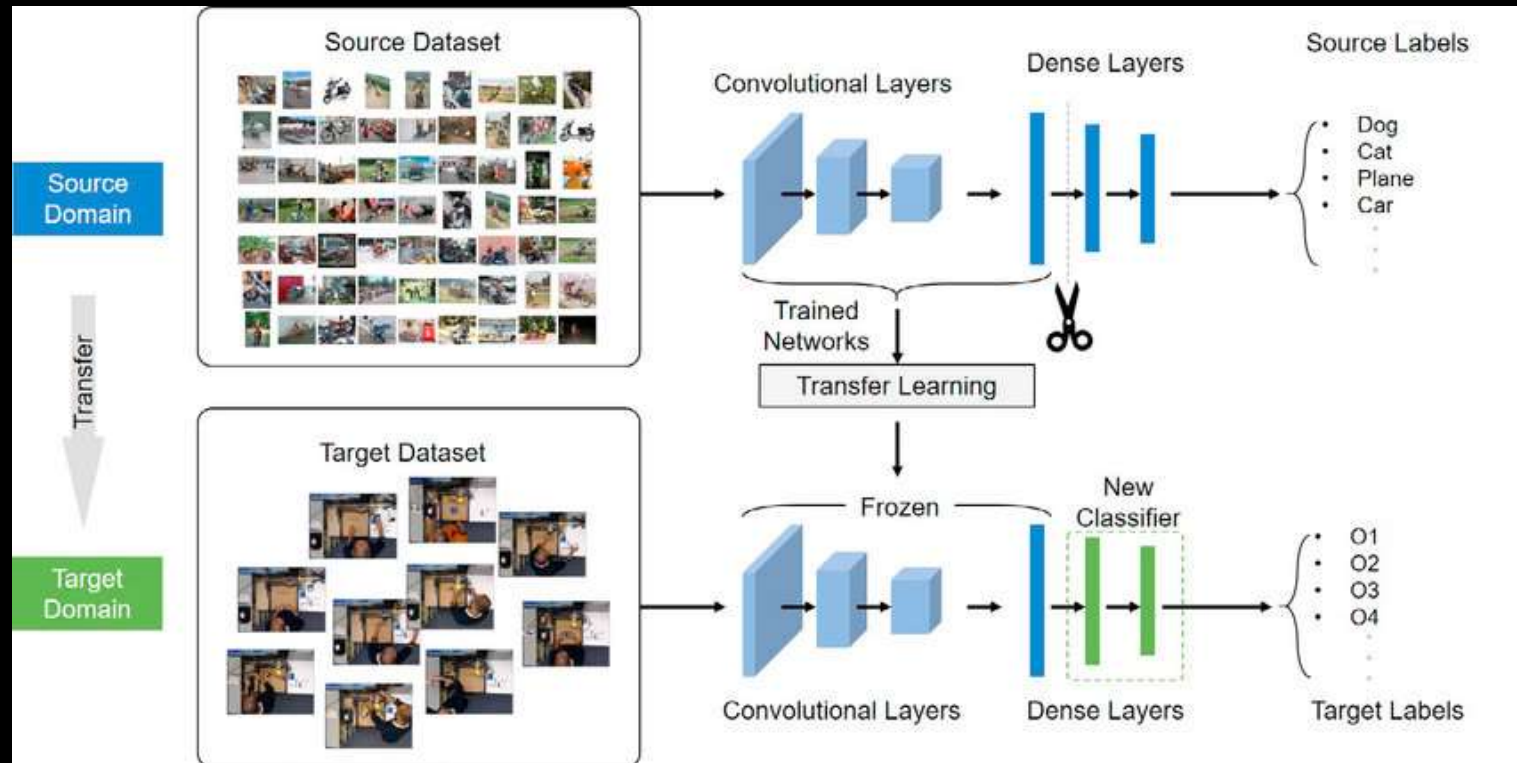 Source Dataset
Convolutional Layers
Dense Layers
Source Labels
Source
Domain
• Dog
• Cat
• Plane
• Car
Trained
Networks
Transfer Learning
Transfer
Target Dataset
Frozen
New
Classifier
Target
Domain
• O1
• O2
• O3
• O4
Convolutional Layers
Dense Layers
Target Labels